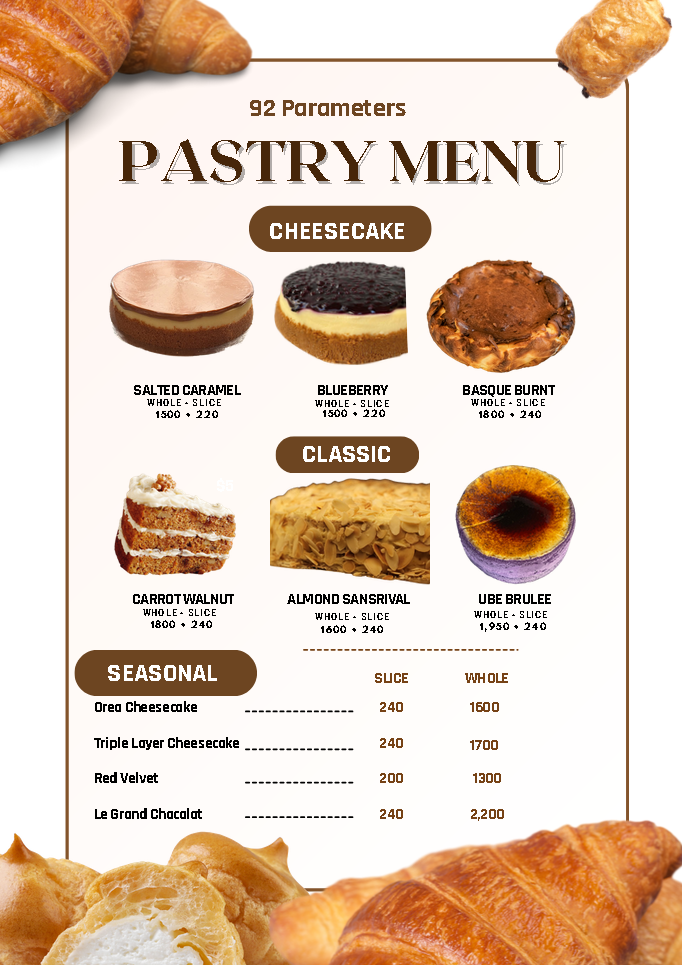 92 Parameters
PASTRY MENU
CHEESECAKE
SALTED CARAMEL
WHOLE • SLICE
1500 • 220
BLUEBERRY
WHOLE • SLICE
1500 • 220
BASQUE BURNT
WHOLE • SLICE
1800 • 240
CLASSIC
CARROT WALNUT
WHOLE • SLICE
1800 • 240
ALMOND SANSRIVAL
WHOLE • SLICE
1600 • 240
UBE BRULEE
WHOLE • SLICE
1,950 • 240
SEASONAL
SLICE WHOLE
Oreo Cheesecake 240 1600
Triple Layer Cheesecake 240 1700
Red Velvet 200 1300
Le Grand Chocolat 240 2,200